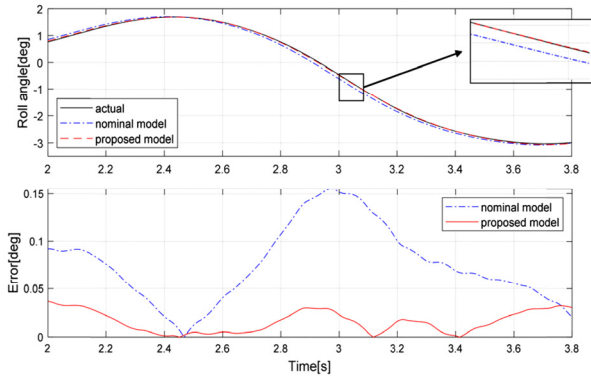 Roll angle[deg]
2
1
0
-1
-2
-3
actual
nominal model
proposed model
2 2.2 2.4 2.6 2.8 3 3.2 3.4 3.6 3.8
Error[deg]
0.15
0.1
0.05
0
nominal model
proposed model
2 2.2 2.4 2.6 2.8 3 3.2 3.4 3.6 3.8
Time[s]